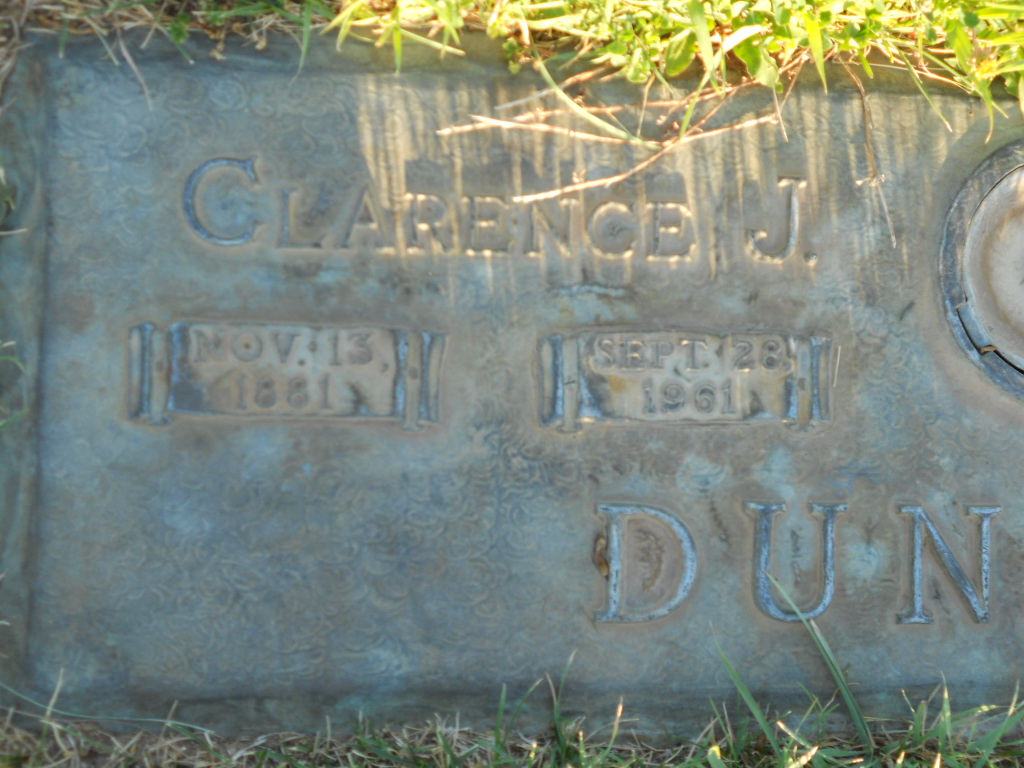 CLARENCE J.
NOV. 13,
1881
SEPT. 28,
1961
DUN